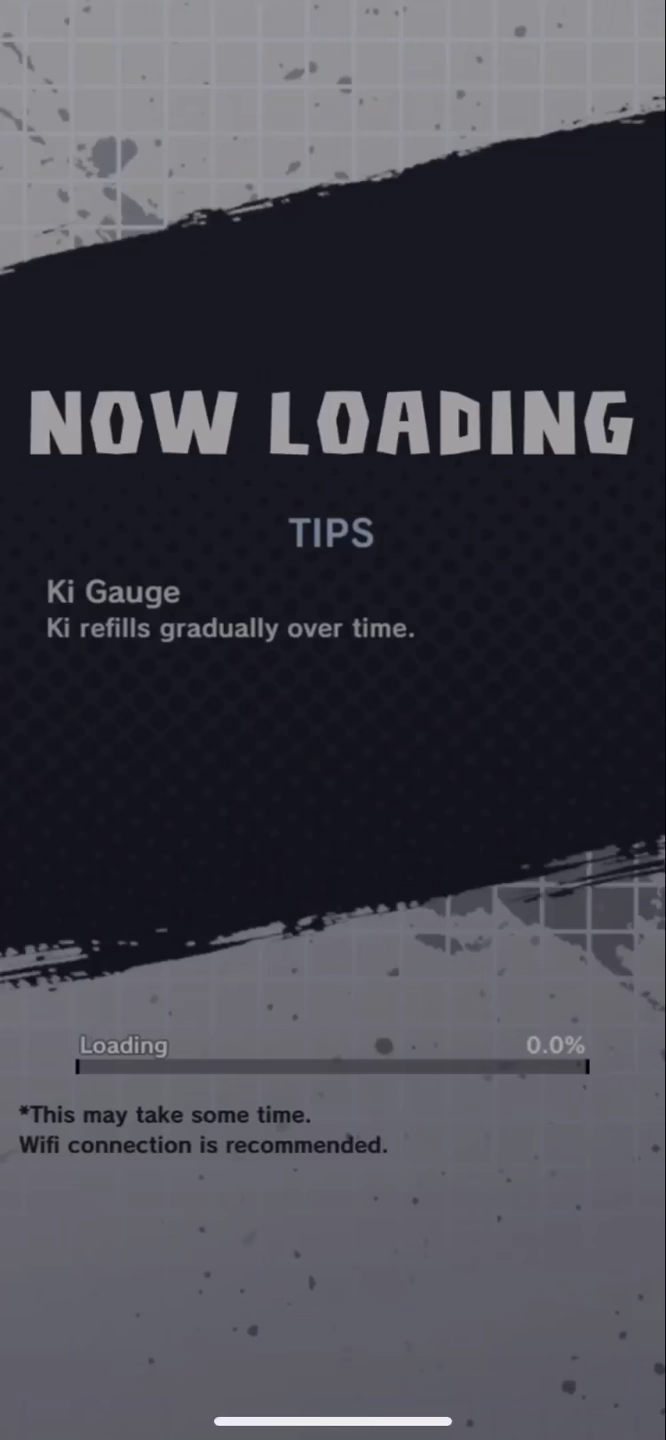 NOW LOADING
TIPS
Ki Gauge
Ki refills gradually over time.
Loading 0.0%
*This may take some time.
Wifi connection is recommended.